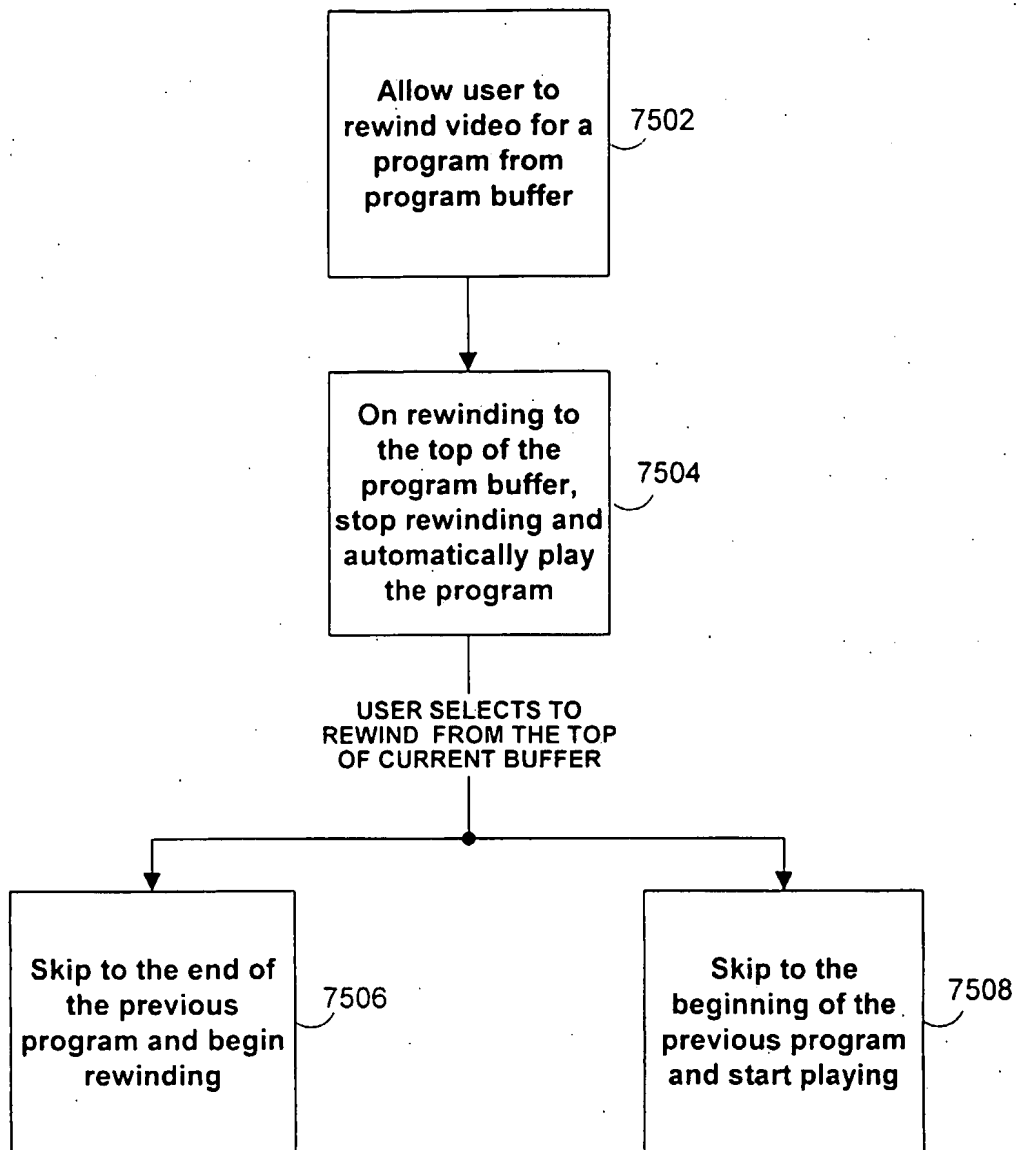 Allow user to
rewind video for a
program from
program buffer
7502
On rewinding to
the top of the
program buffer,
stop rewinding and
automatically play
the program
7504
USER SELECTS TO
REWIND FROM THE TOP
OF CURRENT BUFFER
Skip to the end of
the previous
program and begin
rewinding
7506
Skip to the
beginning of the
previous program
and start playing
7508